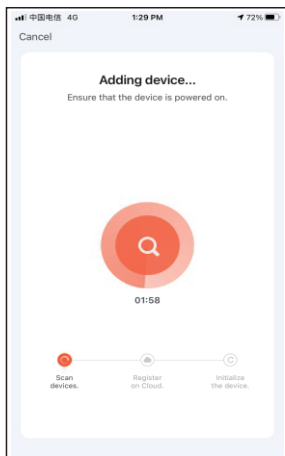 中国电信 4G 1:29 PM 72%
Cancel
Adding device...
Ensure that the device is powered on.
01:58
Scan devices.
Register on Cloud.
Initialize the device.